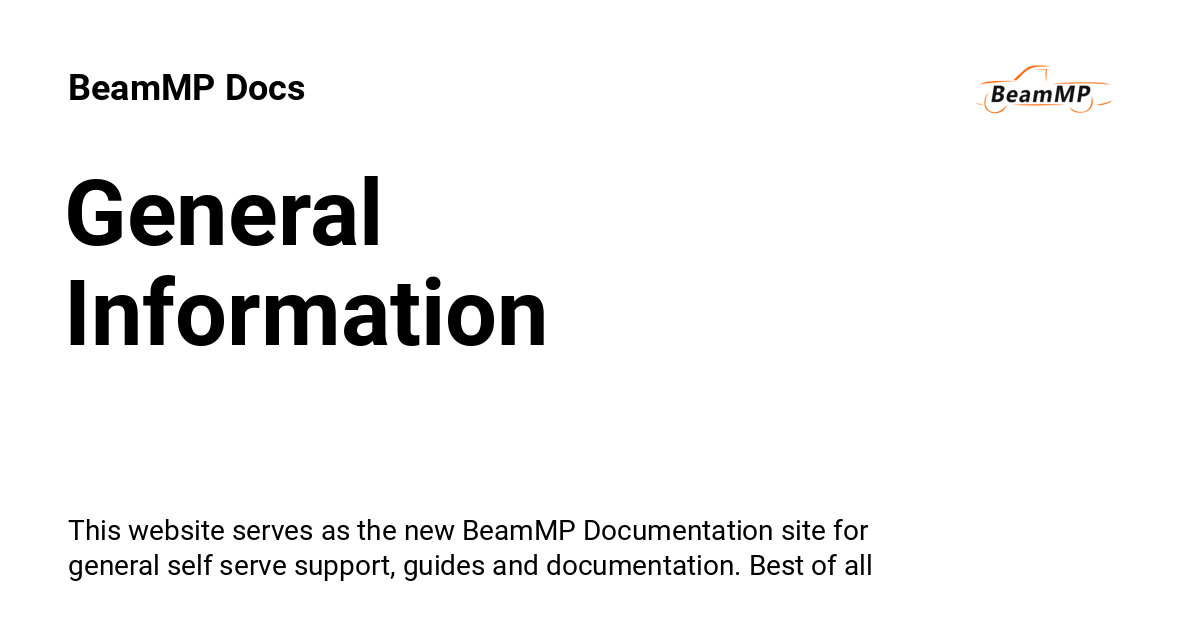 BeamMP Docs
BeamMP
General
Information
This website serves as the new BeamMP Documentation site for
general self serve support, guides and documentation. Best of all